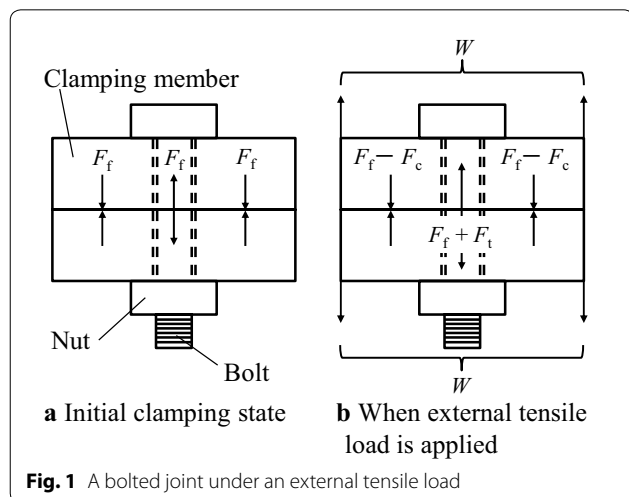 W
Clamping member
F_f F_f F_f
F_f − F_c F_f − F_c
F_f + F_t
Nut
Bolt
W
a Initial clamping state
b When external tensile
load is applied
Fig. 1 A bolted joint under an external tensile load